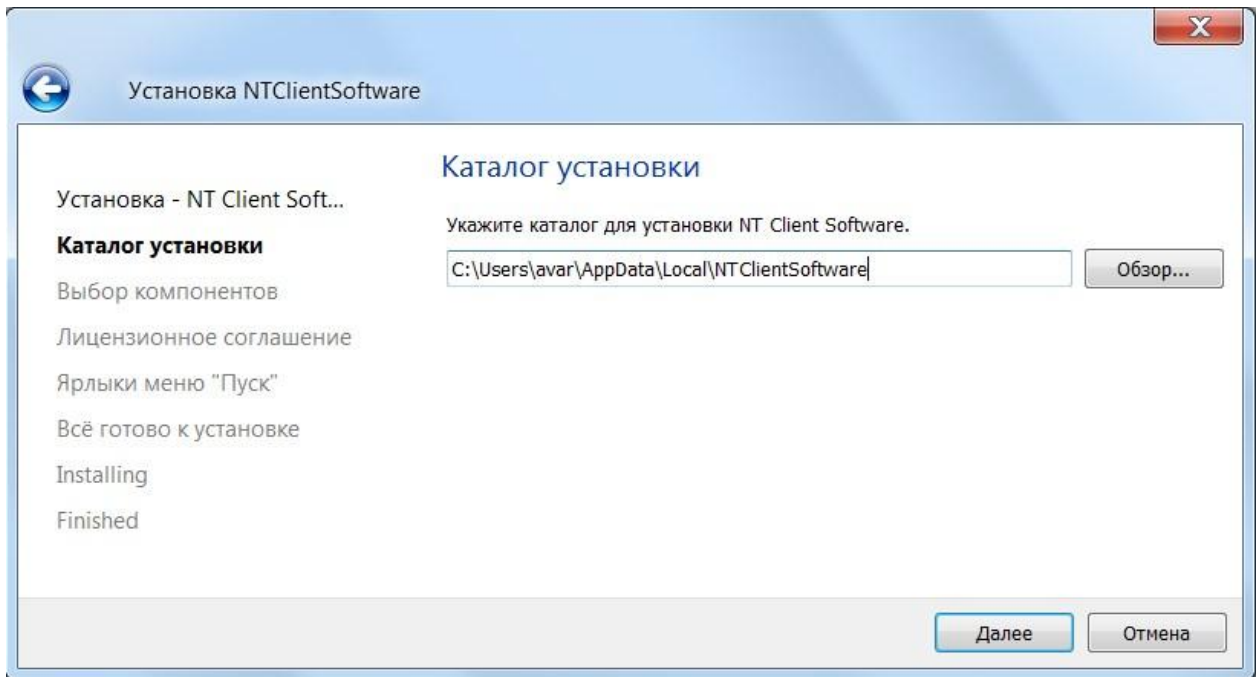 Установка NTClientSoftware
Установка - NT Client Soft...
Каталог установки
Выбор компонентов
Лицензионное соглашение
Ярлыки меню "Пуск"
Всё готово к установке
Installing
Finished
Каталог установки
Укажите каталог для установки NT Client Software.
C:\Users\avar\AppData\Local\NTClientSoftware
Обзор...
Далее
Отмена